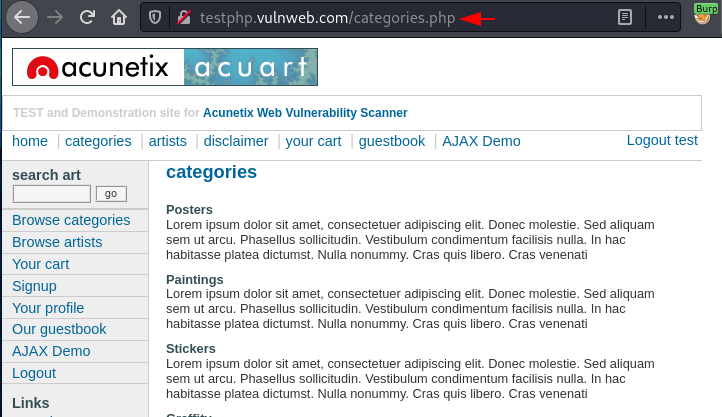 Burp
testphp.vulnweb.com/categories.php
acunetix acuart
TEST and Demonstration site for Acunetix Web Vulnerability Scanner
home | categories | artists | disclaimer | your cart | guestbook | AJAX Demo
Logout test
search art
go
Browse categories
Browse artists
Your cart
Signup
Your profile
Our guestbook
AJAX Demo
Logout
Links
categories
Posters
Lorem ipsum dolor sit amet, consectetuer adipiscing elit. Donec molestie. Sed aliquam
sem ut arcu. Phasellus sollicitudin. Vestibulum condimentum facilisis nulla. In hac
habitasse platea dictumst. Nulla nonummy. Cras quis libero. Cras venenati
Paintings
Lorem ipsum dolor sit amet, consectetuer adipiscing elit. Donec molestie. Sed aliquam
sem ut arcu. Phasellus sollicitudin. Vestibulum condimentum facilisis nulla. In hac
habitasse platea dictumst. Nulla nonummy. Cras quis libero. Cras venenati
Stickers
Lorem ipsum dolor sit amet, consectetuer adipiscing elit. Donec molestie. Sed aliquam
sem ut arcu. Phasellus sollicitudin. Vestibulum condimentum facilisis nulla. In hac
habitasse platea dictumst. Nulla nonummy. Cras quis libero. Cras venenati